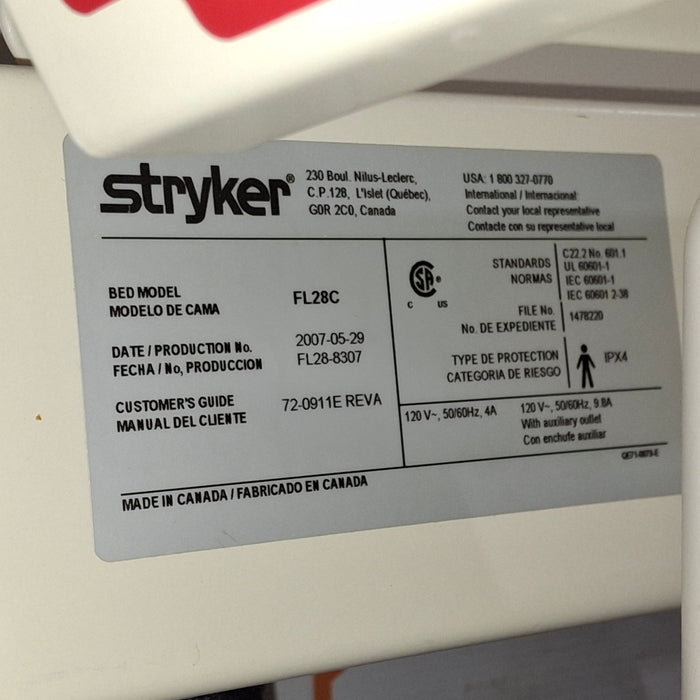 stryker®
230 Boul. Nilus-Leclerc,
C.P.128, L'Islet (Québec),
G0R 2C0, Canada
USA: 1 800 327-0770
International / Internacional
Contact your local representative
Contacte con su representative local
BED MODEL
MODELO DE CAMA
FL28C
DATE / PRODUCTION No.
FECHA / No, PRODUCCION
2007-05-29
FL28-8307
CUSTOMER'S GUIDE
MANUAL DEL CLIENTE
72-0911E REVA
C SA ® US
STANDARDS
NORMAS
C22.2 No. 601.1
UL 60601-1
IEC 60601-1
IEC 60601 2-38
FILE No.
No. DE EXPEDIENTE
1478220
TYPE DE PROTECTION
CATEGORIA DE RIESGO
IPX4
120 V~, 50/60Hz, 4A
120 V~, 50/60Hz, 9.8A
With auxiliary outlet
Con enchufe auxiliar
MADE IN CANADA / FABRICADO EN CANADA